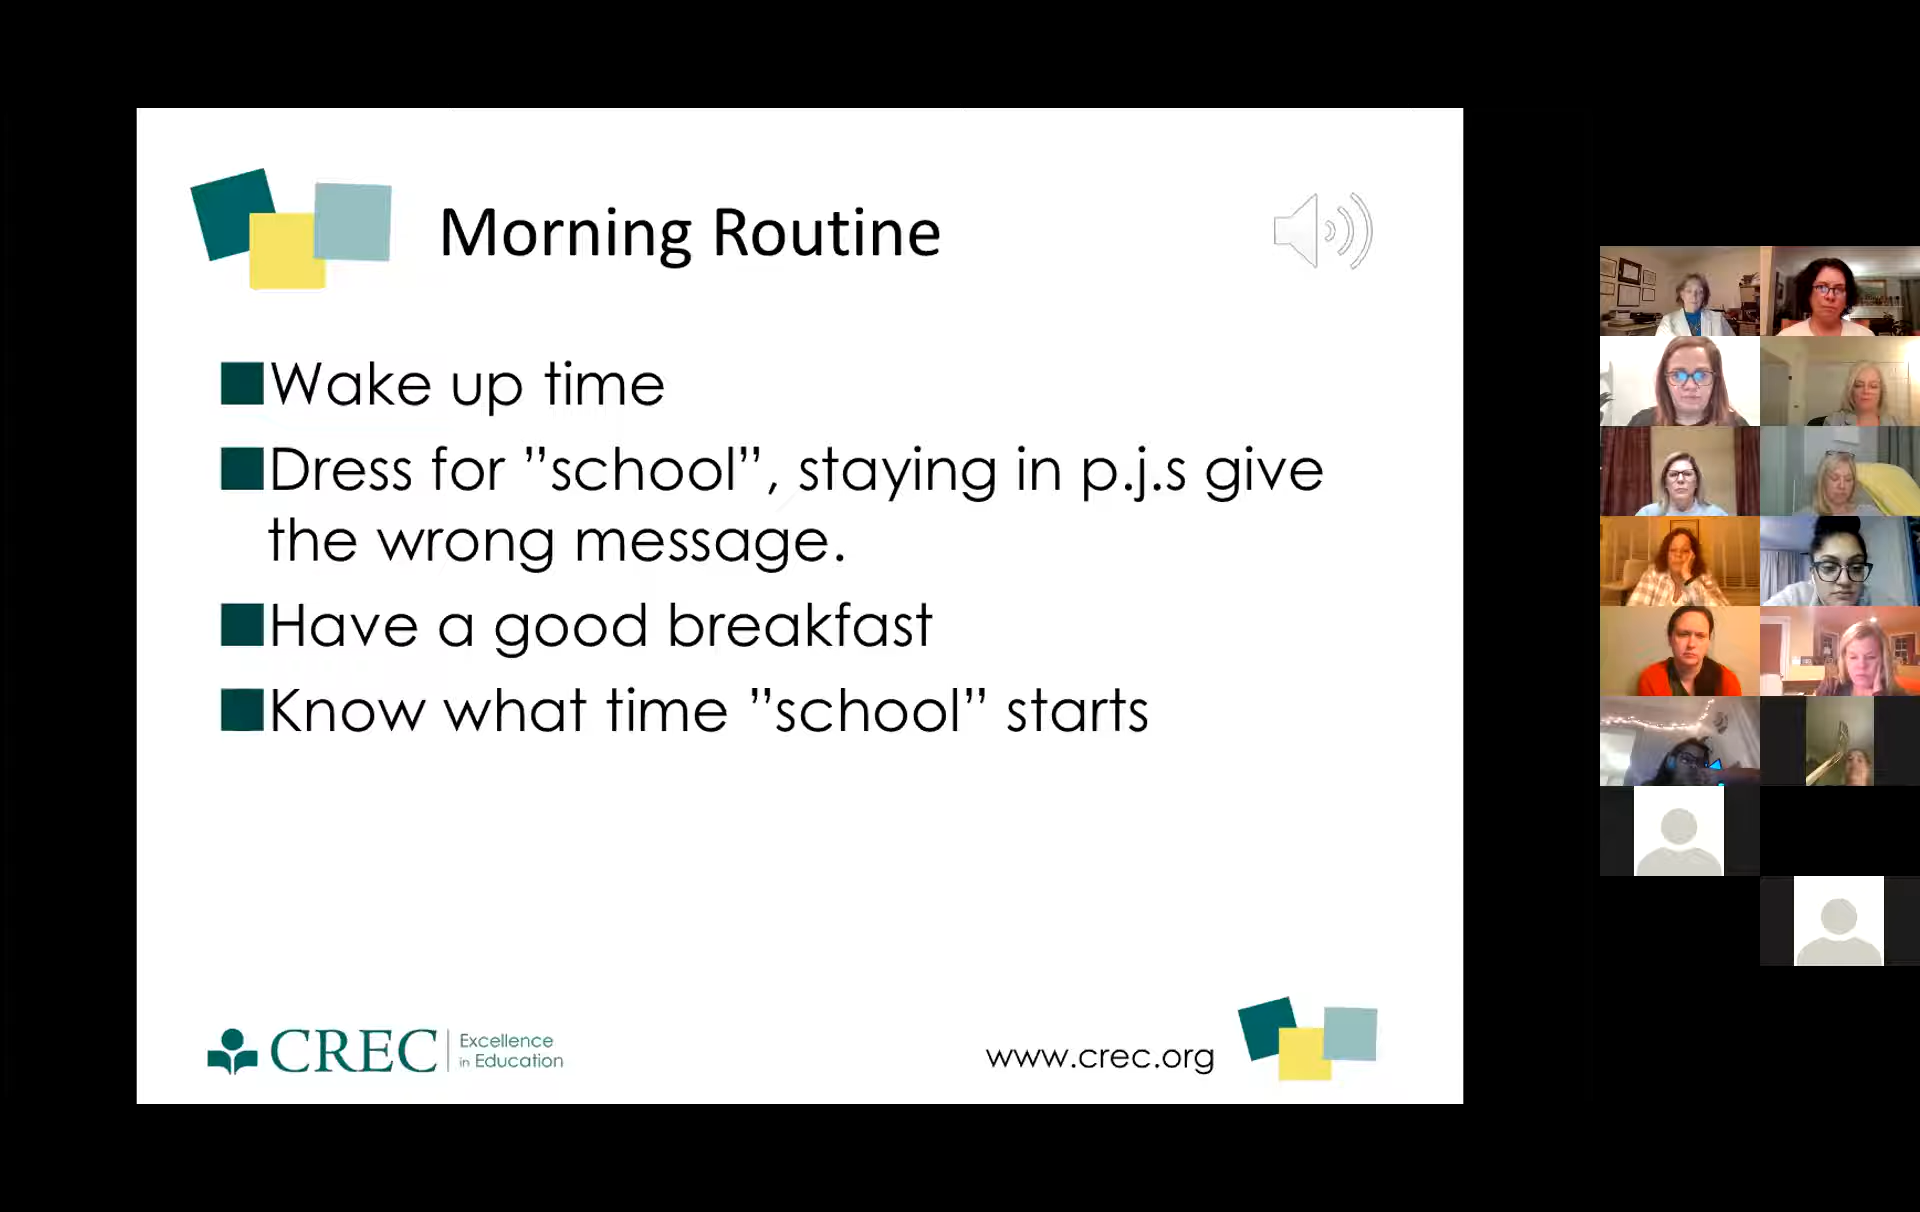 Morning Routine
Wake up time
Dress for ”school”, staying in p.j.s give
the wrong message.
Have a good breakfast
Know what time ”school” starts
CREC
Excellence
in Education
www.crec.org